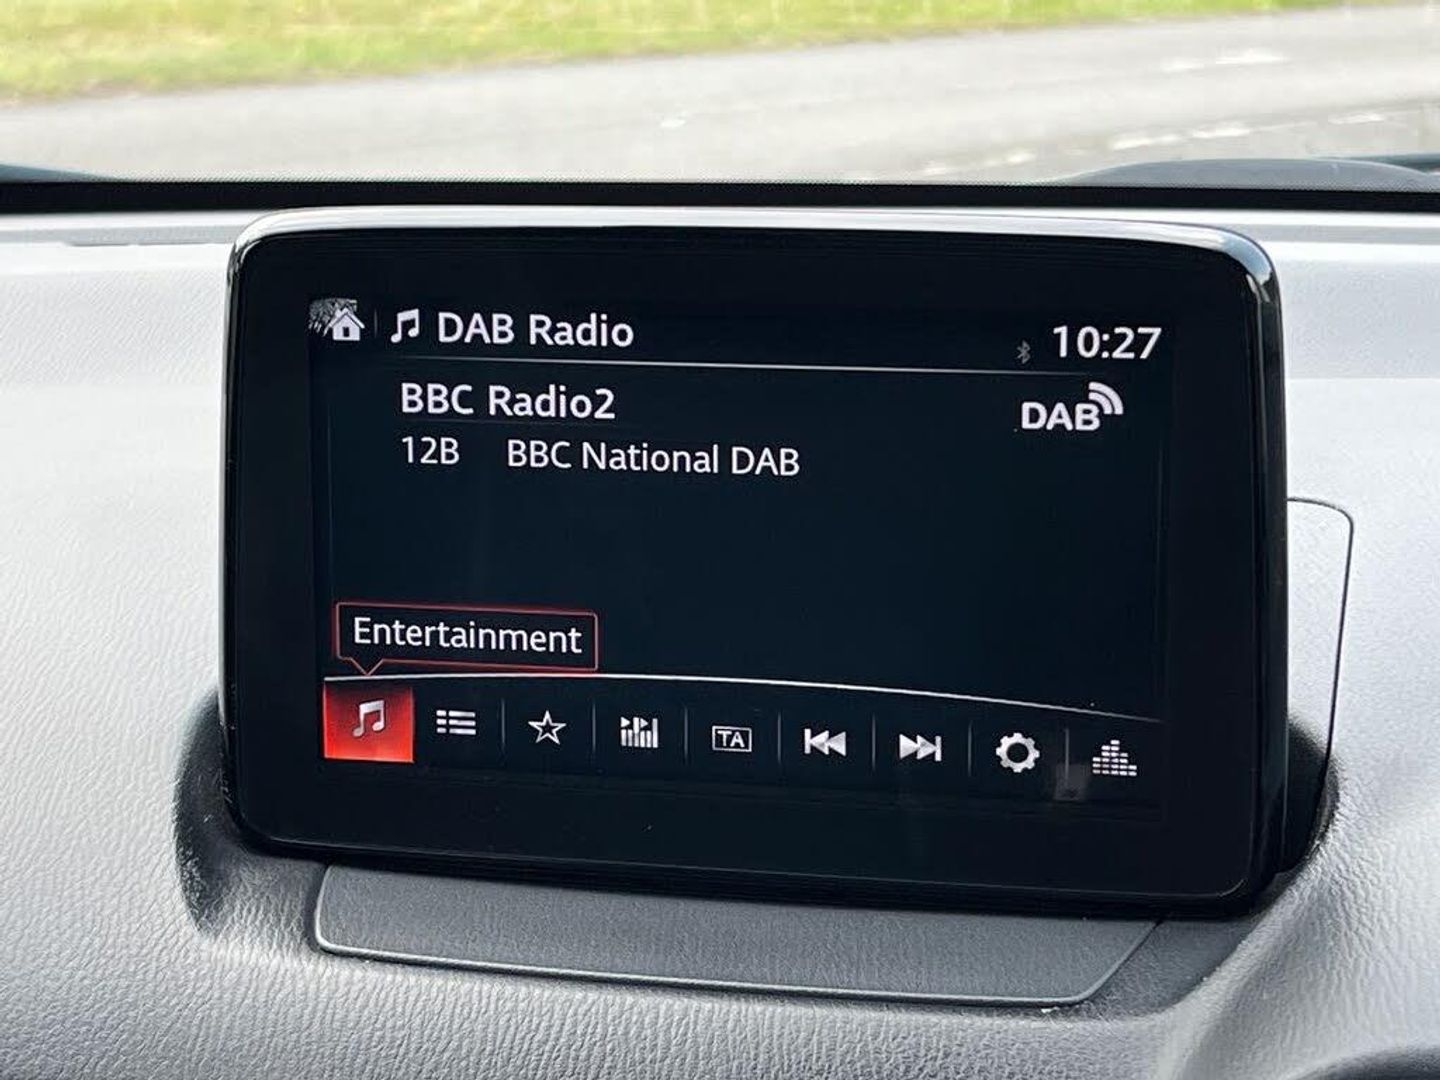 DAB Radio
10:27
BBC Radio2
DAB
12B BBC National DAB
Entertainment
TA